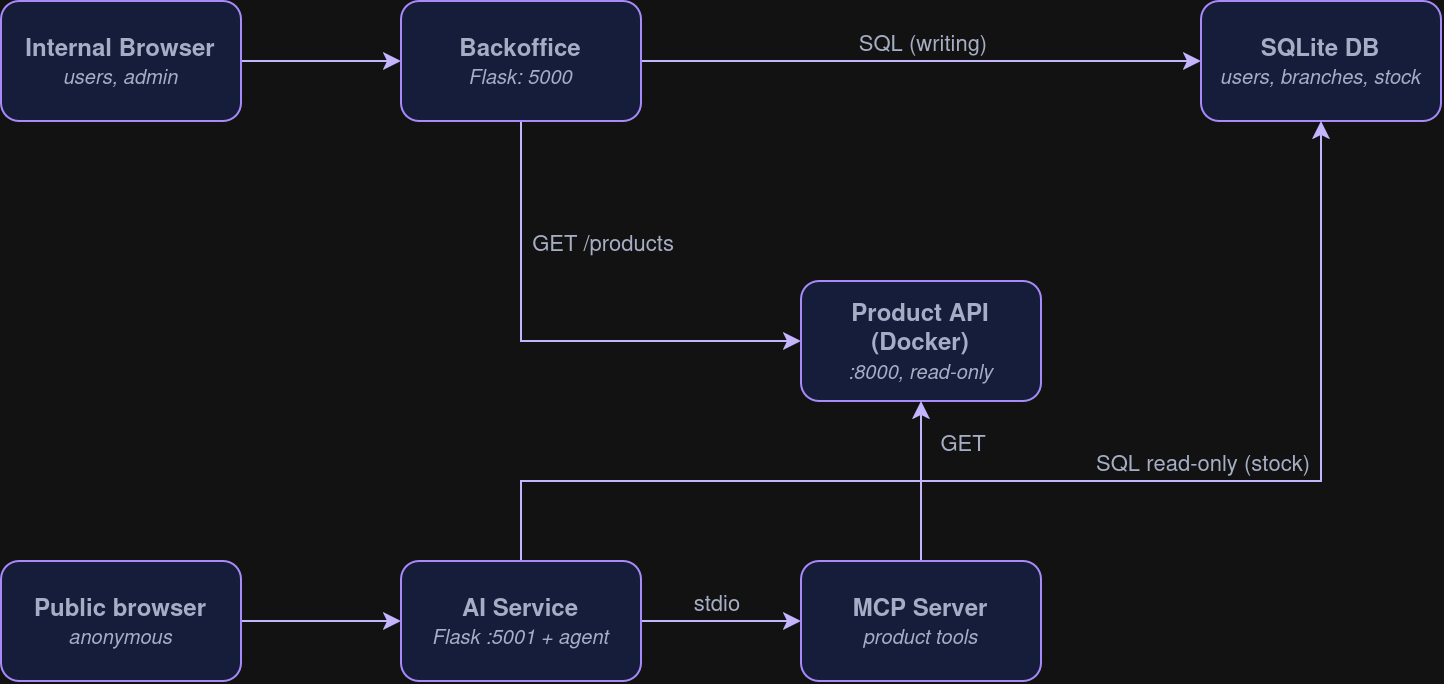 Internal Browser
users, admin
Backoffice
Flask: 5000
SQL (writing)
SQLite DB
users, branches, stock
GET /products
Product API
(Docker)
:8000, read-only
GET
SQL read-only (stock)
Public browser
anonymous
AI Service
Flask :5001 + agent
stdio
MCP Server
product tools